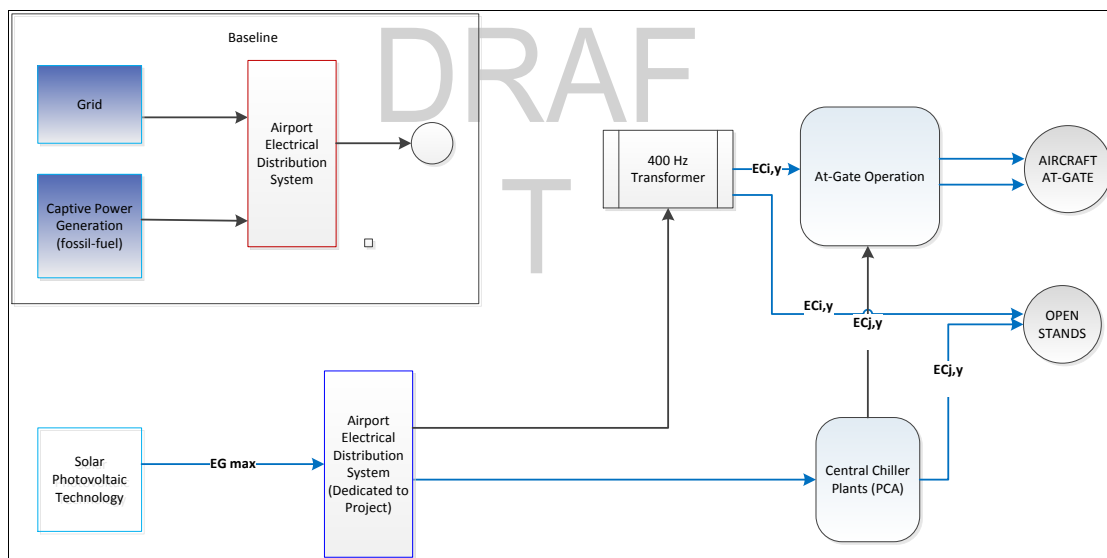 Baseline
DRAF
T
Grid
Airport
Electrical
Distribution
System
Captive Power
Generation
(fossil-fuel)
400 Hz
Transformer
ECi,y
At-Gate Operation
AIRCRAFT
AT-GATE
ECi,y
ECj,y
OPEN
STANDS
ECj,y
Solar
Photovoltaic
Technology
EG max
Airport
Electrical
Distribution
System
(Dedicated to
Project)
Central Chiller
Plants (PCA)